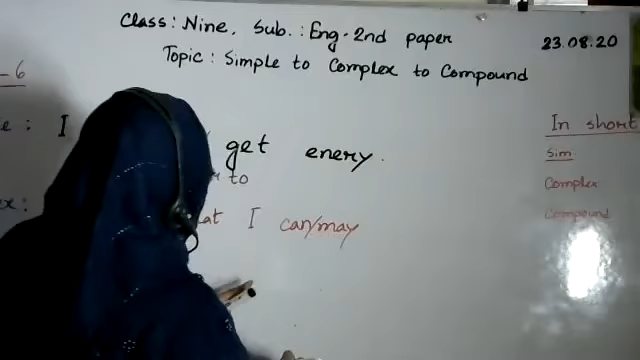 Class: Nine, Sub.: Eng. 2nd paper
23.08.20
Topic: Simple to Complex to Compound
-6
In short
e: I
get enery.
Sim
to
Complex
ex:
at I can/may
Compound